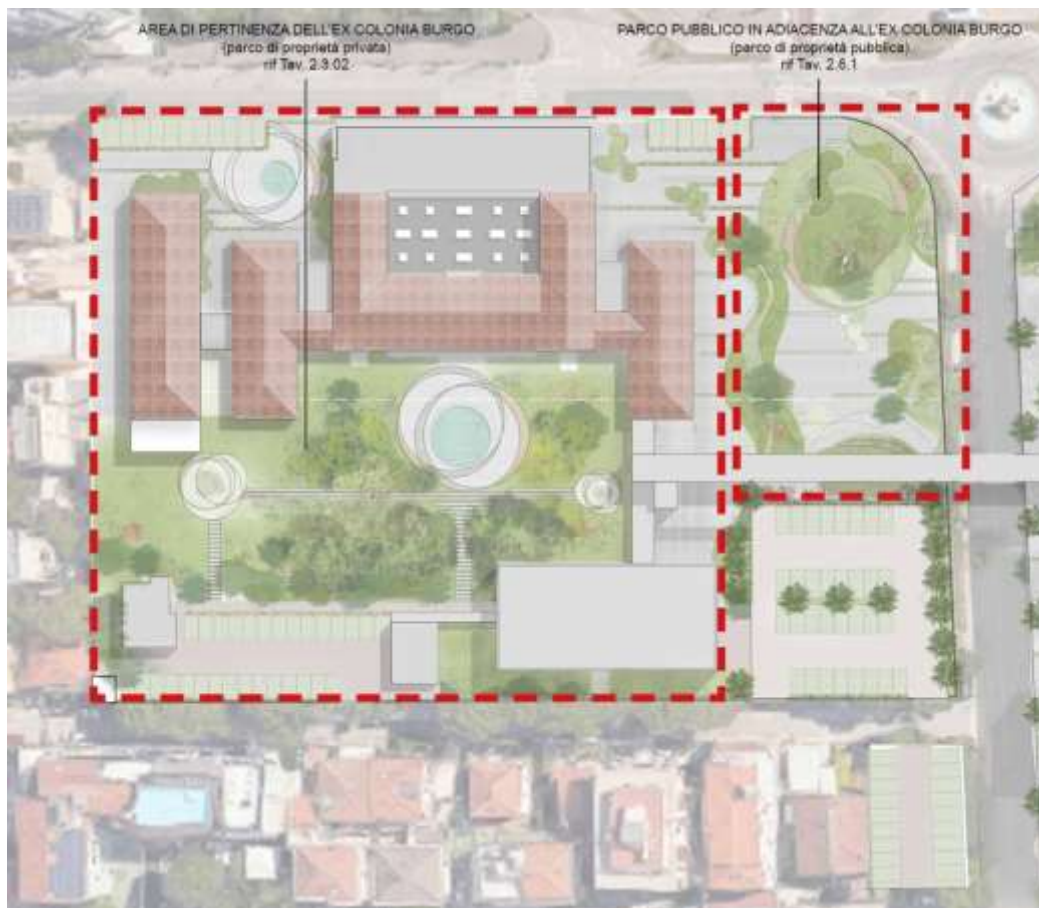 AREA DI PERTINENZA DELL'EX COLONIA BURGO
(parco di proprietà privata)
rif Tav. 2.9.02
PARCO PUBBLICO IN ADIACENZA ALL'EX COLONIA BURGO
(parco di proprietà pubblica)
rif Tav. 2.6.1